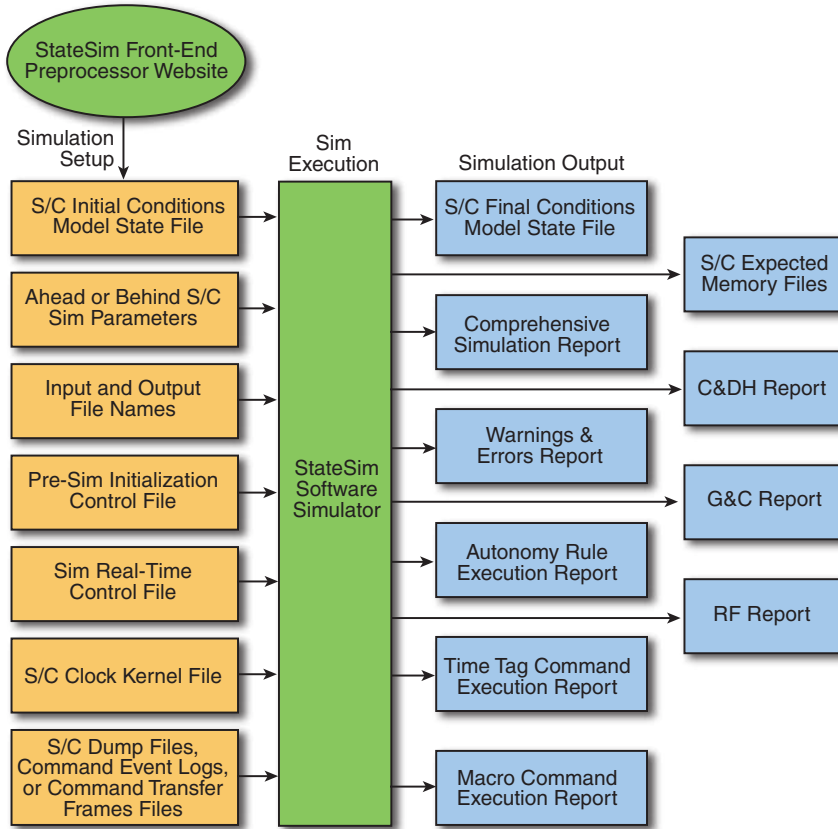 StateSim Front-End
Preprocessor Website
Simulation
Setup
Sim
Execution
Simulation Output
S/C Initial Conditions
Model State File
Ahead or Behind S/C
Sim Parameters
Input and Output
File Names
Pre-Sim Initialization
Control File
Sim Real-Time
Control File
S/C Clock Kernel File
S/C Dump Files,
Command Event Logs,
or Command Transfer
Frames Files
StateSim
Software
Simulator
S/C Final Conditions
Model State File
Comprehensive
Simulation Report
Warnings &
Errors Report
Autonomy Rule
Execution Report
Time Tag Command
Execution Report
Macro Command
Execution Report
S/C Expected
Memory Files
C&DH Report
G&C Report
RF Report